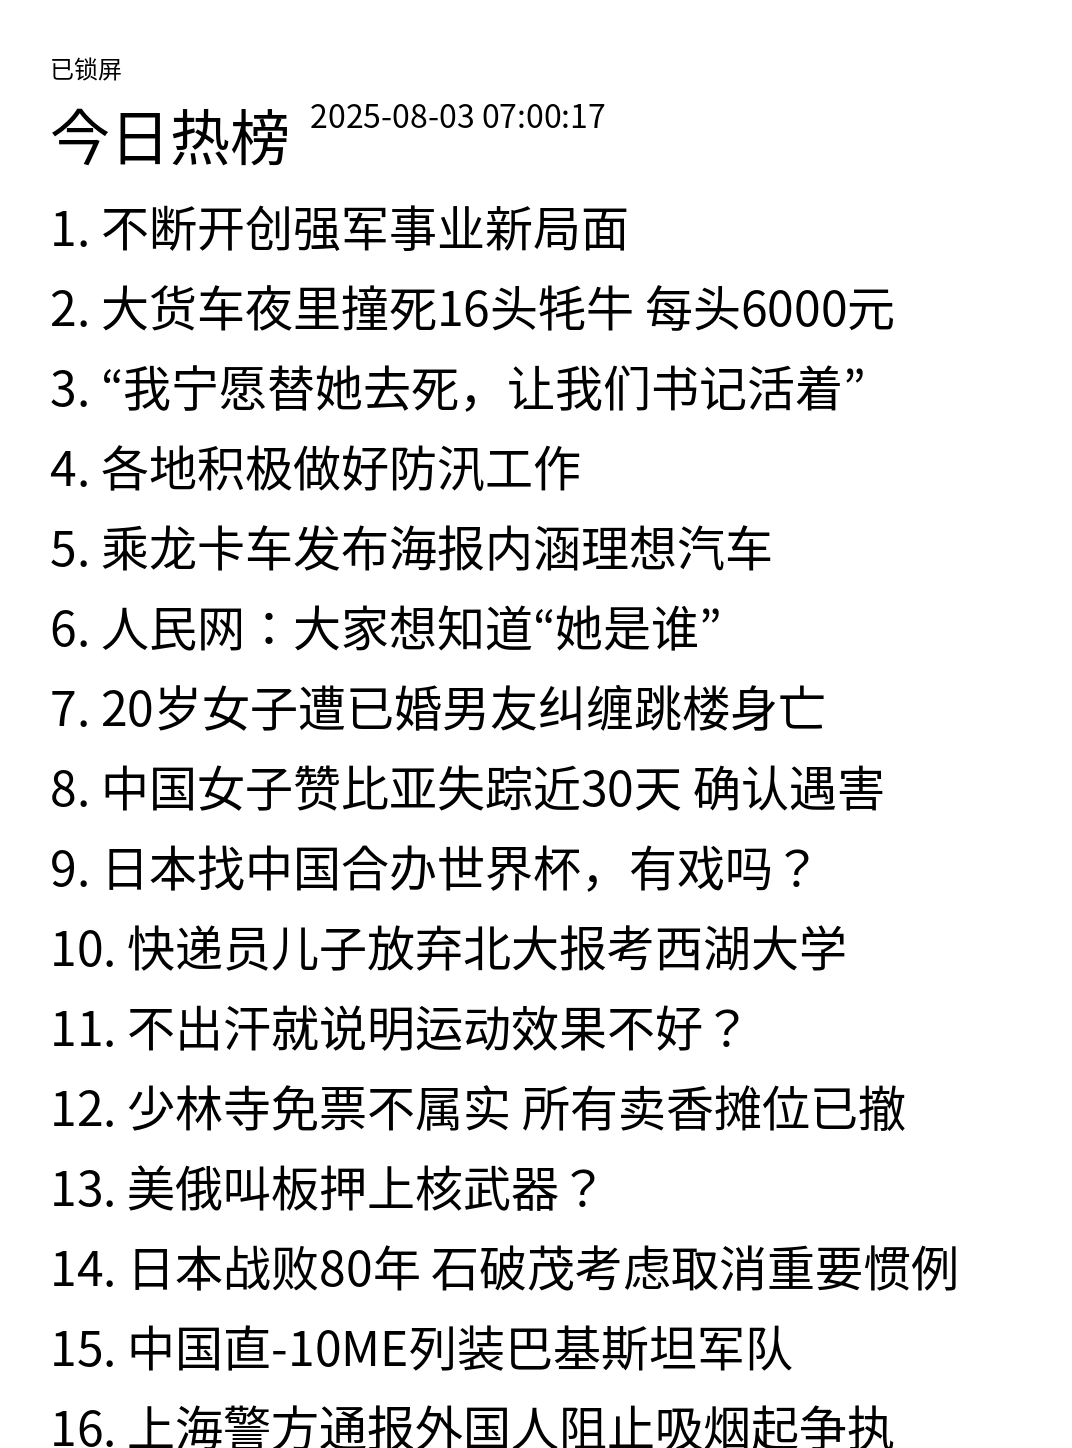 已锁屏
今日热榜 2025-08-03 07:00:17
1. 不断开创强军事业新局面
2. 大货车夜里撞死16头牦牛 每头6000元
3. “我宁愿替她去死，让我们书记活着”
4. 各地积极做好防汛工作
5. 乘龙卡车发布海报内涵理想汽车
6. 人民网：大家想知道“她是谁”
7. 20岁女子遭已婚男友纠缠跳楼身亡
8. 中国女子赞比亚失踪近30天 确认遇害
9. 日本找中国合办世界杯，有戏吗？
10. 快递员儿子放弃北大报考西湖大学
11. 不出汗就说明运动效果不好？
12. 少林寺免票不属实 所有卖香摊位已撤
13. 美俄叫板押上核武器？
14. 日本战败80年 石破茂考虑取消重要惯例
15. 中国直-10ME列装巴基斯坦军队
16. 上海警方通报外国人阻止吸烟起争执